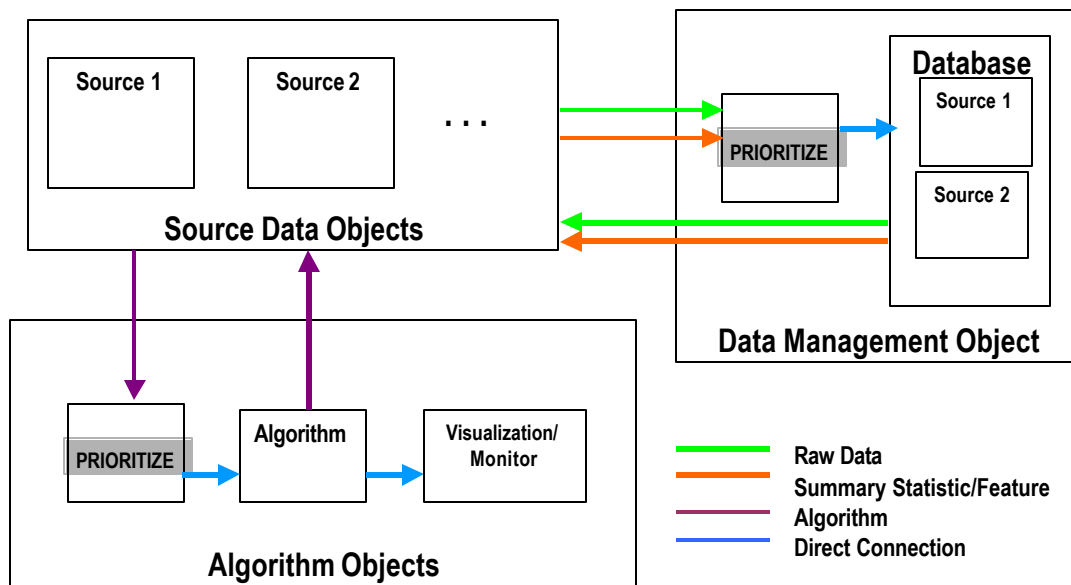 Source 1
Source 2
. . .
Source Data Objects
PRIORITIZE
Database
Source 1
Source 2
Data Management Object
PRIORITIZE
Algorithm
Visualization/
Monitor
Algorithm Objects
Raw Data
Summary Statistic/Feature
Algorithm
Direct Connection